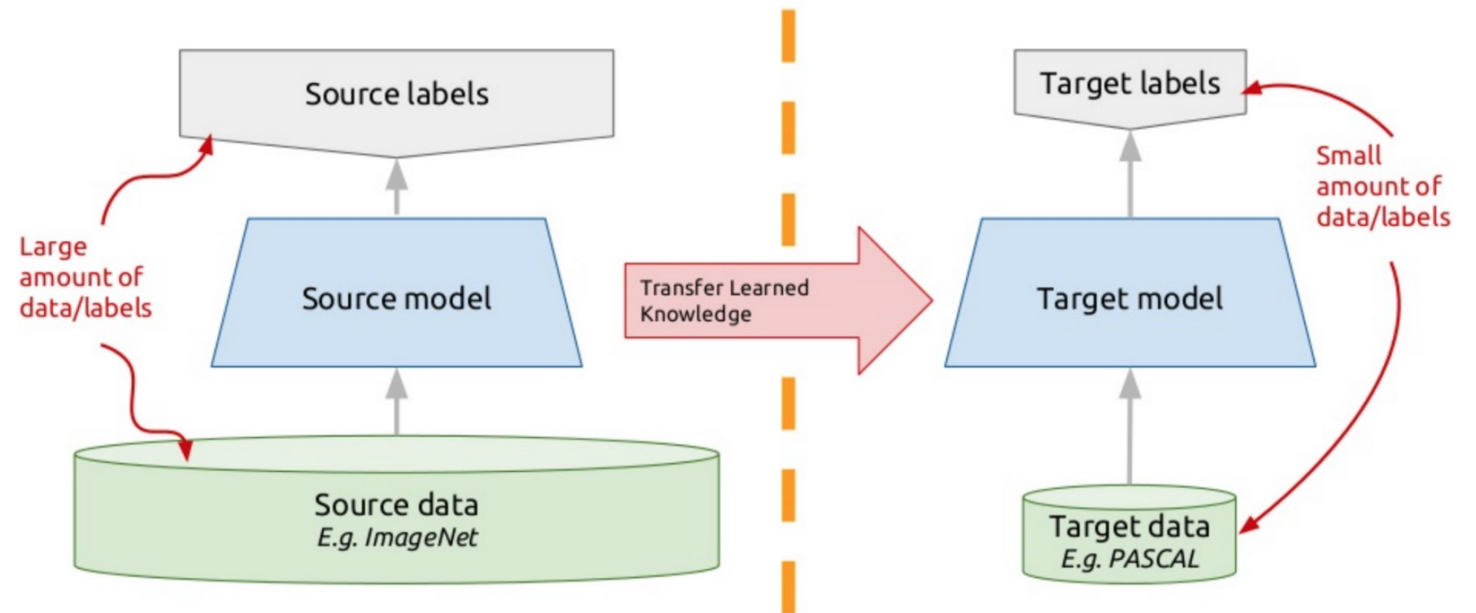 Source labels
Large
amount of
data/labels
Source model
Source data
E.g. ImageNet
Transfer Learned
Knowledge
Target labels
Small
amount of
data/labels
Target model
Target data
E.g. PASCAL